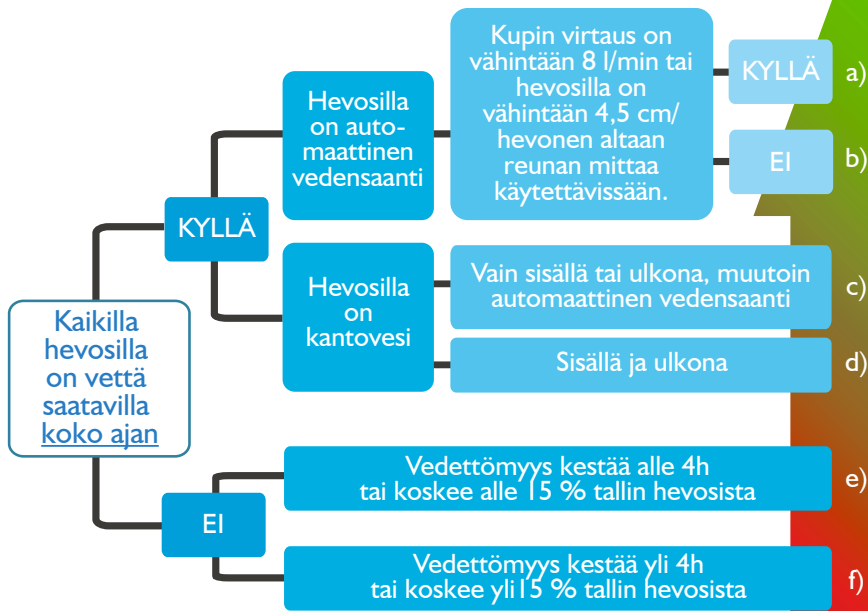 Kaikilla
hevosilla
on vettä
saatavilla
koko ajan
KYLLÄ
Hevosilla
on auto-
maattinen
vedensaanti
Kupin virtaus on
vähintään 8 l/min tai
hevosilla on
vähintään 4,5 cm/
hevonen altaan
reunan mittaa
käytettävissään.
KYLLÄ
a)
EI
b)
Hevosilla
on
kantovesi
Vain sisällä tai ulkona, muutoin
automaattinen vedensaanti
c)
Sisällä ja ulkona
d)
EI
Vedettömyys kestää alle 4h
tai koskee alle 15 % tallin hevosista
e)
Vedettömyys kestää yli 4h
tai koskee yli15 % tallin hevosista
f)